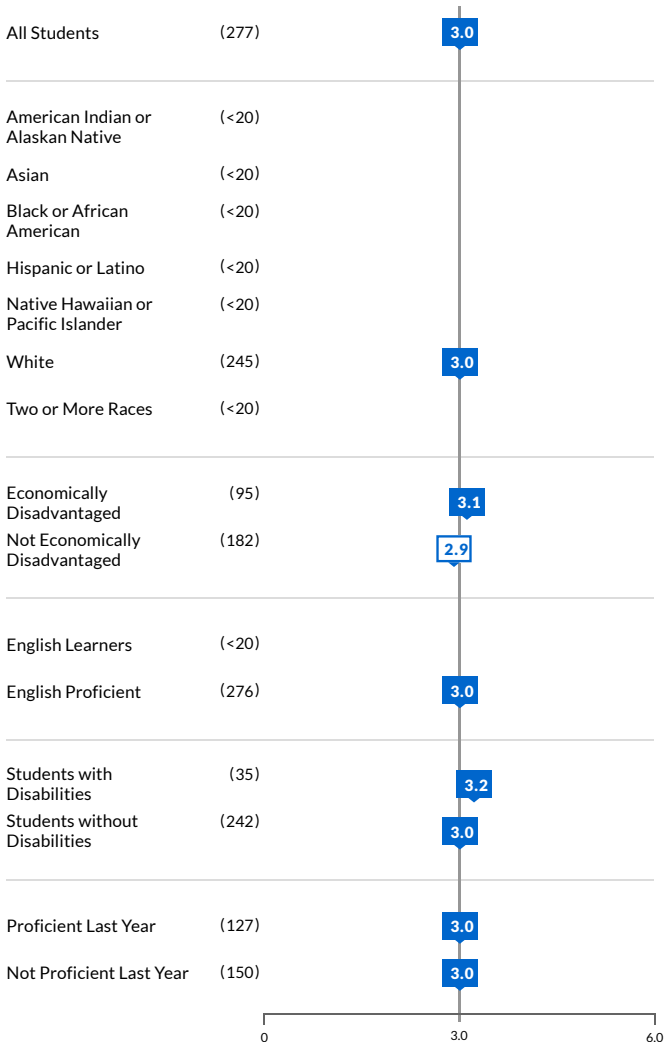 All Students (277) 3.0
American Indian or (<20)
Alaskan Native
Asian (<20)
Black or African (<20)
American
Hispanic or Latino (<20)
Native Hawaiian or (<20)
Pacific Islander
White (245) 3.0
Two or More Races (<20)
Economically (95) 3.1
Disadvantaged
Not Economically (182) 2.9
Disadvantaged
English Learners (<20)
English Proficient (276) 3.0
Students with (35) 3.2
Disabilities
Students without (242) 3.0
Disabilities
Proficient Last Year (127) 3.0
Not Proficient Last Year (150) 3.0
0 3.0 6.0